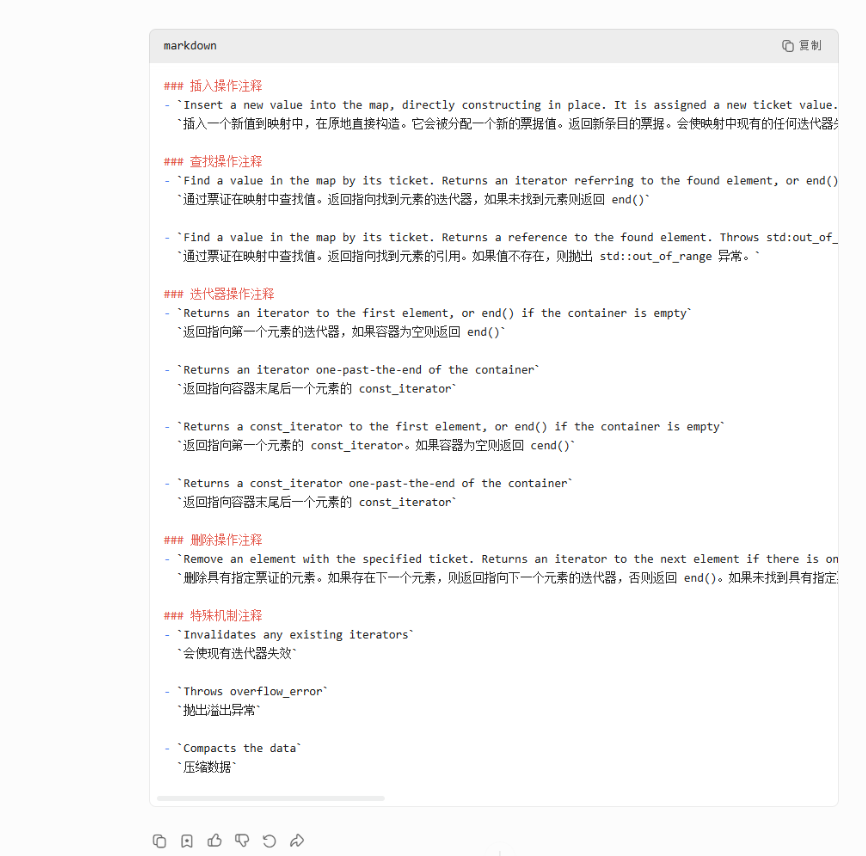 markdown
复制
### 插入操作注释
- `Insert a new value into the map, directly constructing in place. It is assigned a new ticket value.
`插入一个新值到映射中，在原地直接构造。它会被分配一个新的票据值。返回新条目的票据。会使映射中现有的任何迭代器
### 查找操作注释
- `Find a value in the map by its ticket. Returns an iterator referring to the found element, or end()
`通过票证在映射中查找值。返回指向找到元素的迭代器，如果未找到元素则返回 end()`
- `Find a value in the map by its ticket. Returns a reference to the found element. Throws std:out_of_
`通过票证在映射中查找值。返回指向找到元素的引用。如果值不存在，则抛出 std::out_of_range 异常。`
### 迭代器操作注释
- `Returns an iterator to the first element, or end() if the container is empty`
`返回指向第一个元素的迭代器，如果容器为空则返回 end()`
- `Returns an iterator one-past-the-end of the container`
`返回指向容器末尾后一个元素的 const_iterator`
- `Returns a const_iterator to the first element, or end() if the container is empty`
`返回指向第一个元素的 const_iterator。如果容器为空则返回 cend()`
- `Returns a const_iterator one-past-the-end of the container`
`返回指向容器末尾后一个元素的 const_iterator`
### 删除操作注释
- `Remove an element with the specified ticket. Returns an iterator to the next element if there is on
`删除具有指定票证的元素。如果存在下一个元素，则返回指向下一个元素的迭代器，否则返回 end()。如果未找到具有指定
### 特殊机制注释
- `Invalidates any existing iterators`
`会使现有迭代器失效`
- `Throws overflow_error`
`抛出溢出异常`
- `Compacts the data`
`压缩数据`